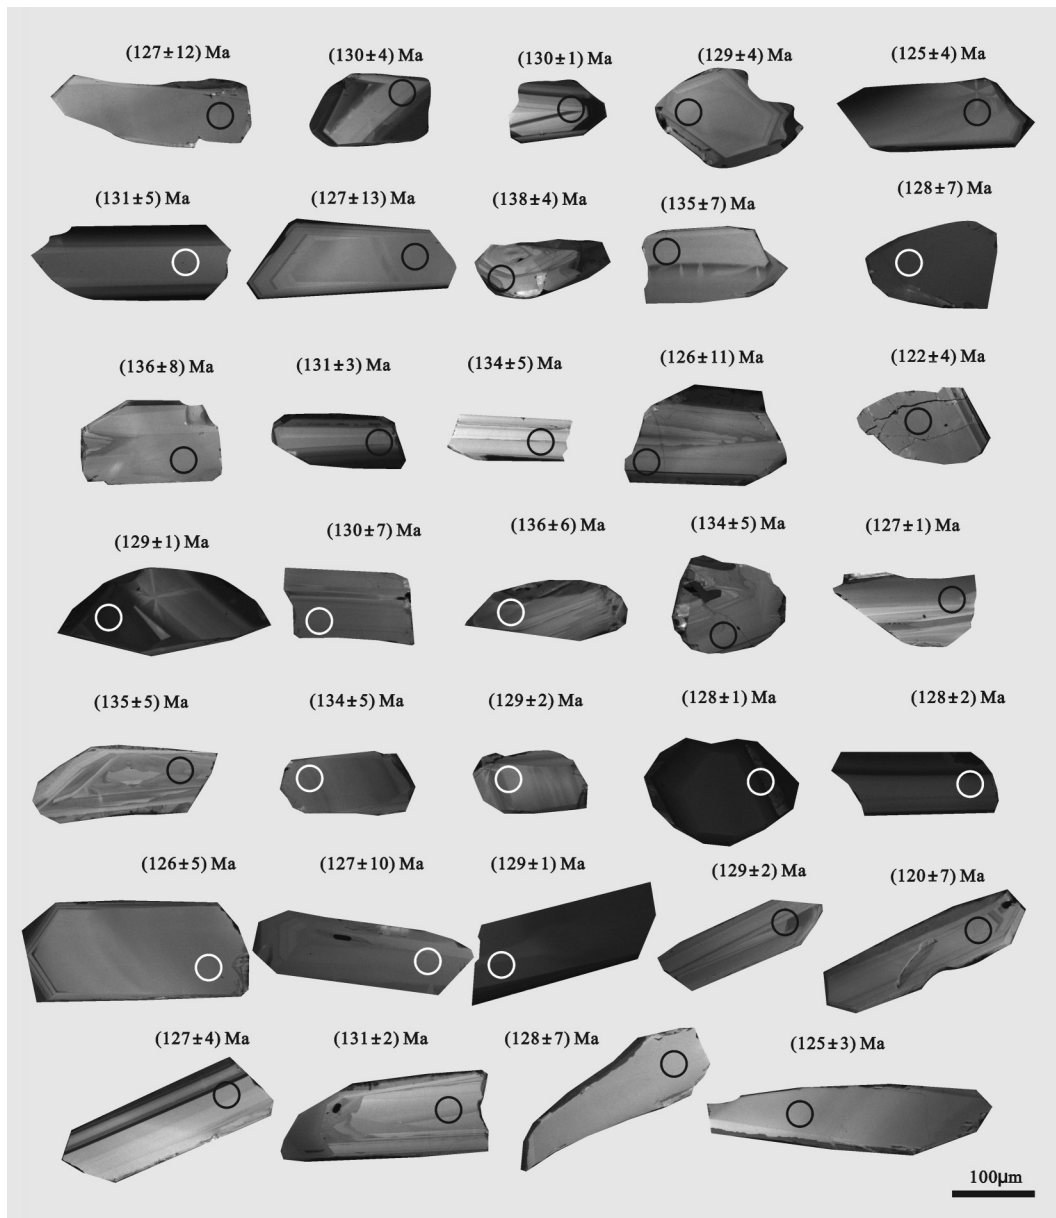 (127±12) Ma
(130±4) Ma
(130±1) Ma
(129±4) Ma
(125±4) Ma
(131±5) Ma
(127±13) Ma
(138±4) Ma
(135±7) Ma
(128±7) Ma
(136±8) Ma
(131±3) Ma
(134±5) Ma
(126±11) Ma
(122±4) Ma
(129±1) Ma
(130±7) Ma
(136±6) Ma
(134±5) Ma
(127±1) Ma
(135±5) Ma
(134±5) Ma
(129±2) Ma
(128±1) Ma
(128±2) Ma
(126±5) Ma
(127±10) Ma
(129±1) Ma
(129±2) Ma
(120±7) Ma
(127±4) Ma
(131±2) Ma
(128±7) Ma
(125±3) Ma
100μm